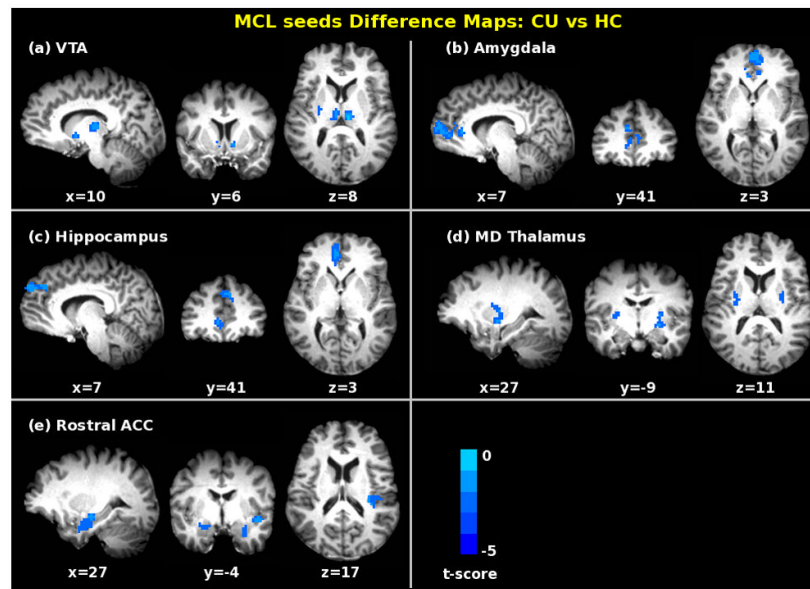 MCL seeds Difference Maps: CU vs HC
(a) VTA
x=10 y=6 z=8
(b) Amygdala
x=7 y=41 z=3
(c) Hippocampus
x=7 y=41 z=3
(d) MD Thalamus
x=27 y=-9 z=11
(e) Rostral ACC
x=27 y=-4 z=17
0
-5
t-score